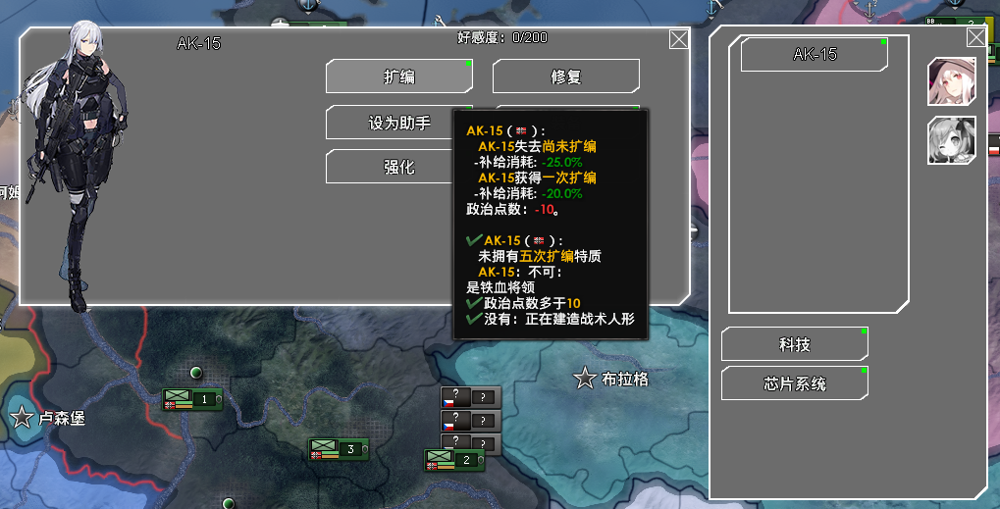 AK-15
好感度：0/200
扩编
修复
设为助手
强化
AK-15 ( ) :
AK-15失去尚未扩编
-补给消耗: -25.0%
AK-15获得一次扩编
-补给消耗: -20.0%
政治点数：-10。
AK-15 ( ) :
未拥有五次扩编特质
AK-15：不可：
是铁血将领
政治点数多于10
没有：正在建造战术人形
AK-15
科技
芯片系统
BB
2
布拉格
卢森堡
1
3
2
? ?
? ?
? ?